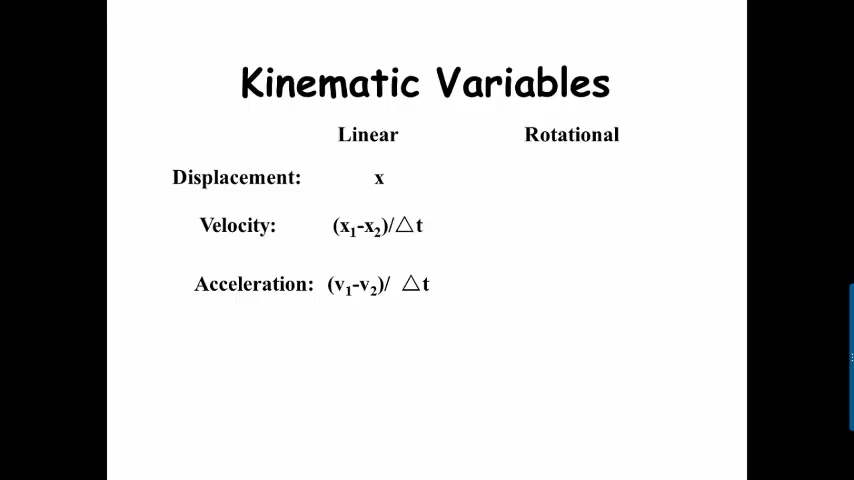 Kinematic Variables
Linear Rotational
Displacement: x
Velocity: (x₁-x₂)/△t
Acceleration: (v₁-v₂)/ △t